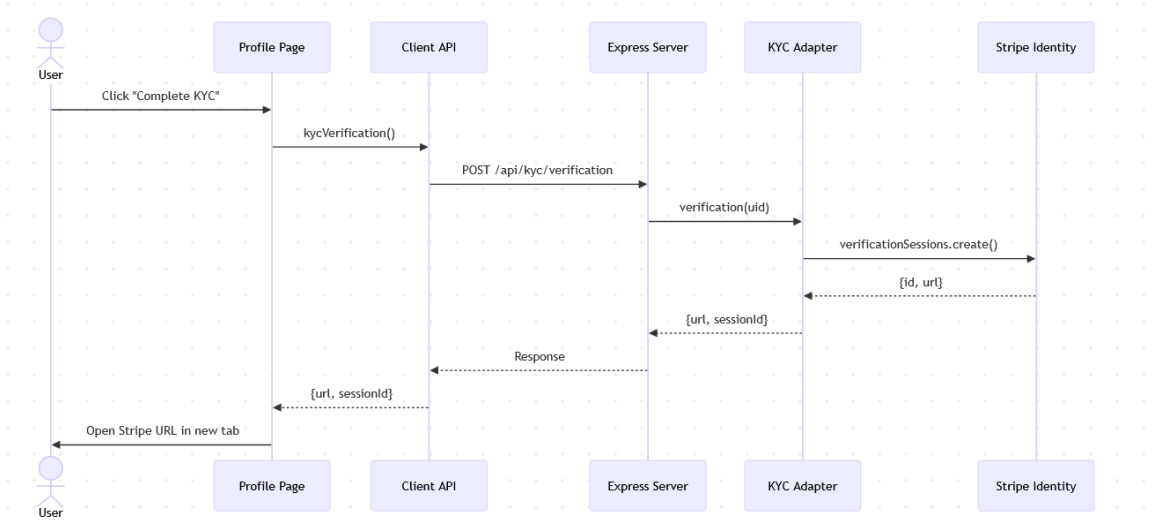 Profile Page
Client API
Express Server
KYC Adapter
Stripe Identity
User
Click "Complete KYC"
kycVerification()
POST /api/kyc/verification
verification(uid)
verificationSessions.create()
{id, url}
{url, sessionId}
Response
{url, sessionId}
Open Stripe URL in new tab
Profile Page
Client API
Express Server
KYC Adapter
Stripe Identity
User